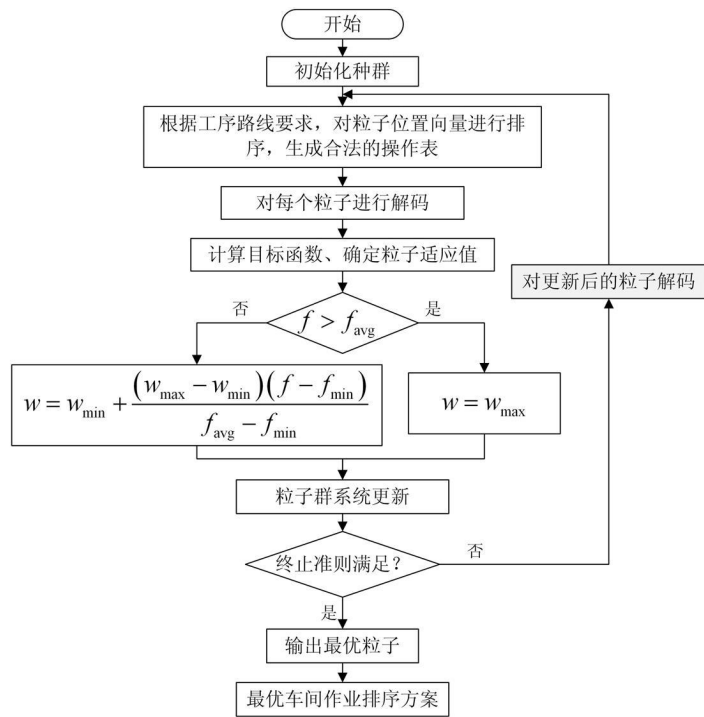 开始
初始化种群
根据工序路线要求，对粒子位置向量进行排
序，生成合法的操作表
对每个粒子进行解码
计算目标函数、确定粒子适应值
对更新后的粒子解码
否
f > f_avg
是
w = w_min + (w_max − w_min)(f − f_min) / (f_avg − f_min)
w = w_max
粒子群系统更新
终止准则满足？
否
是
输出最优粒子
最优车间作业排序方案